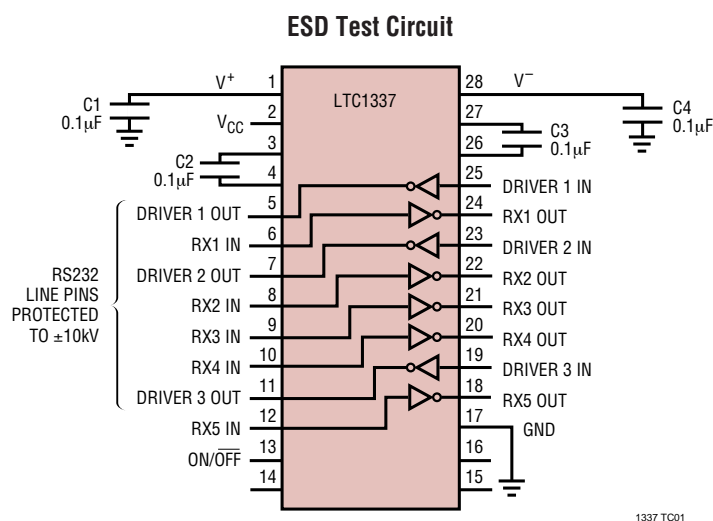 ESD Test Circuit
LTC1337
V+
1
28
V−
C1
0.1µF
C4
0.1µF
VCC
2
27
C3
0.1µF
3
26
C2
0.1µF
4
25
DRIVER 1 IN
DRIVER 1 OUT
5
24
RX1 OUT
RX1 IN
6
23
DRIVER 2 IN
DRIVER 2 OUT
7
22
RX2 OUT
RX2 IN
8
21
RX3 OUT
RX3 IN
9
20
RX4 OUT
RX4 IN
10
19
DRIVER 3 IN
DRIVER 3 OUT
11
18
RX5 OUT
RX5 IN
12
17
GND
ON/OFF
13
16
14
15
RS232
LINE PINS
PROTECTED
TO ±10kV
1337 TC01